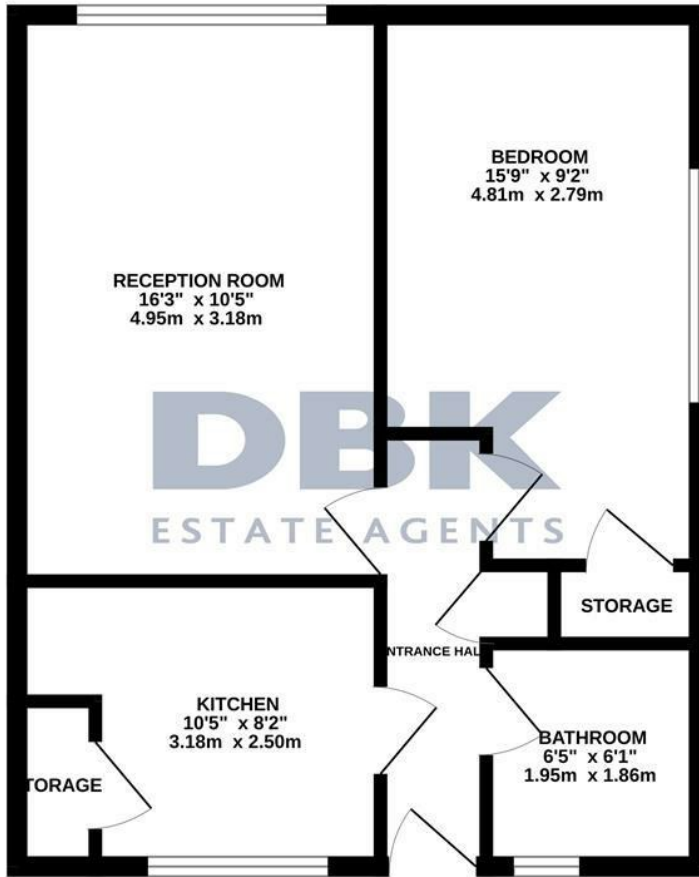 BEDROOM
15'9" x 9'2"
4.81m x 2.79m
RECEPTION ROOM
16'3" x 10'5"
4.95m x 3.18m
DBK
ESTATE AGENTS
STORAGE
NTRANCE HAL
KITCHEN
10'5" x 8'2"
3.18m x 2.50m
TORAGE
BATHROOM
6'5" x 6'1"
1.95m x 1.86m